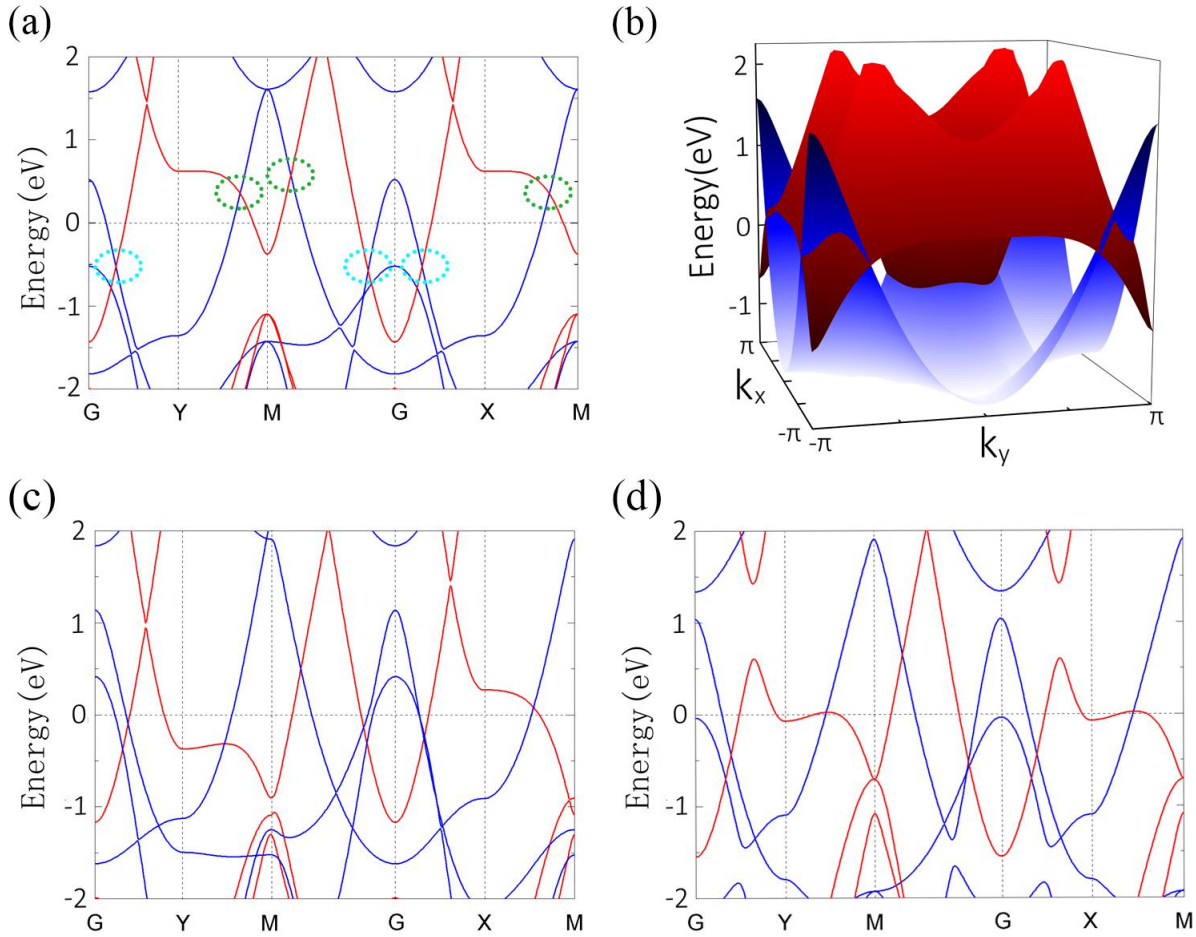 (a)
Energy(eV)
2
1
0
-1
-2
G Y M G X M
(b)
Energy(eV)
2
1
0
-1
π
kx
-π
-π
ky
π
(c)
Energy(eV)
2
1
0
-1
-2
G Y M G X M
(d)
Energy(eV)
2
1
0
-1
-2
G Y M G X M